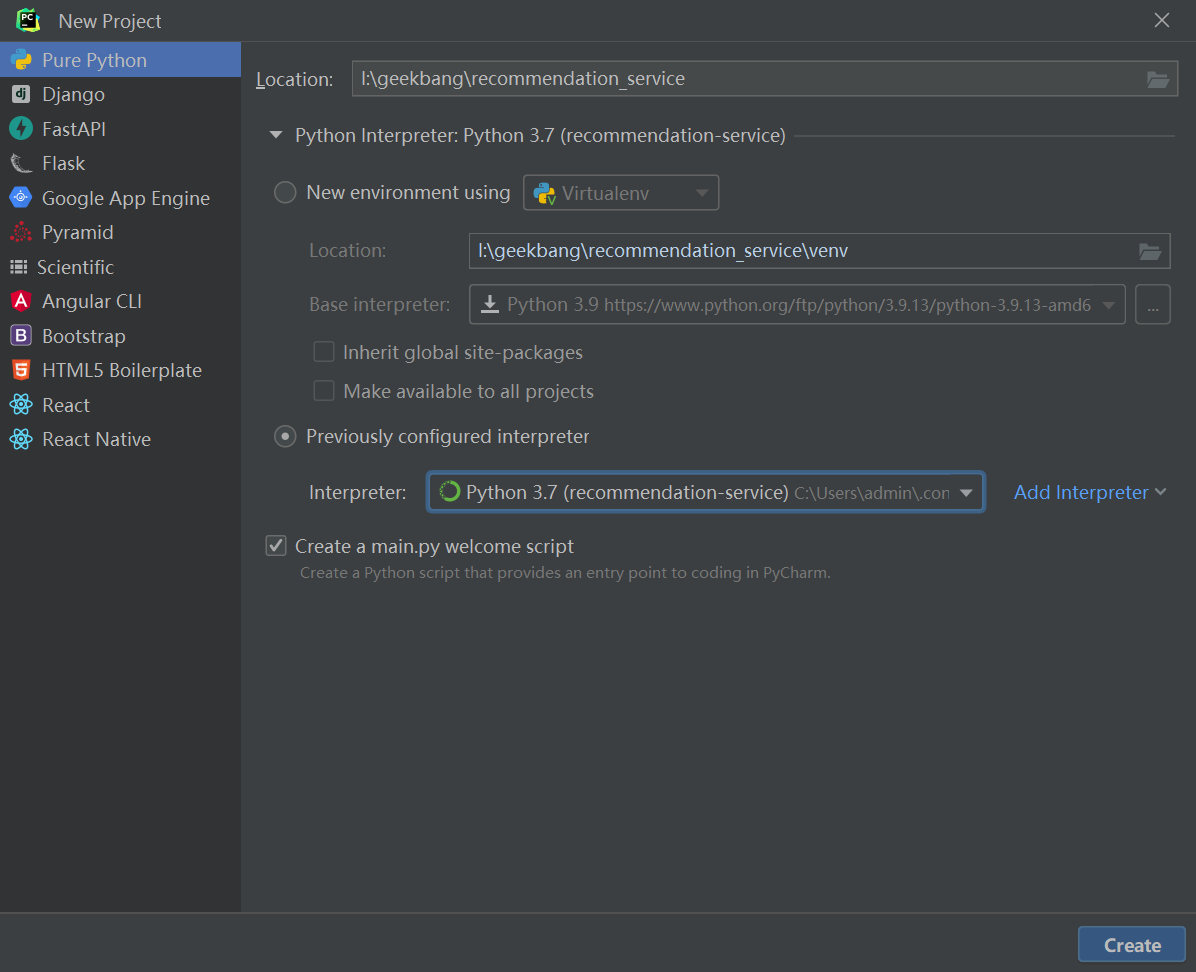 New Project
Pure Python
Django
FastAPI
Flask
Google App Engine
Pyramid
Scientific
Angular CLI
Bootstrap
HTML5 Boilerplate
React
React Native
Location: I:\geekbang\recommendation_service
Python Interpreter: Python 3.7 (recommendation-service)
New environment using Virtualenv
Location: I:\geekbang\recommendation_service\venv
Base interpreter: Python 3.9 https://www.python.org/ftp/python/3.9.13/python-3.9.13-amd6 ...
Inherit global site-packages
Make available to all projects
Previously configured interpreter
Interpreter: Python 3.7 (recommendation-service) C:\Users\admin\.con Add Interpreter
Create a main.py welcome script
Create a Python script that provides an entry point to coding in PyCharm.
Create